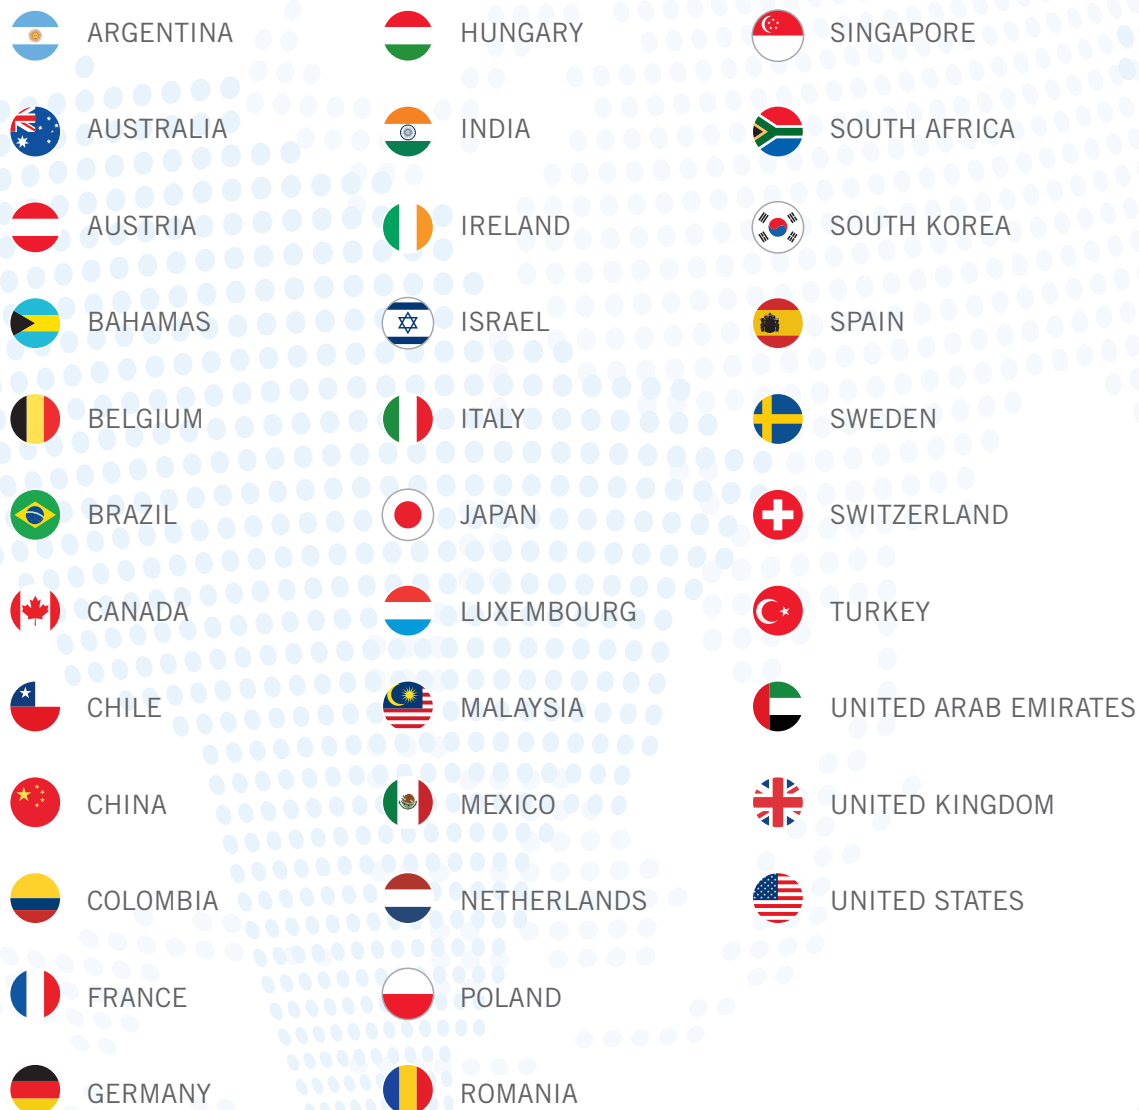 ARGENTINA
AUSTRALIA
AUSTRIA
BAHAMAS
BELGIUM
BRAZIL
CANADA
CHILE
CHINA
COLOMBIA
FRANCE
GERMANY
HUNGARY
INDIA
IRELAND
ISRAEL
ITALY
JAPAN
LUXEMBOURG
MALAYSIA
MEXICO
NETHERLANDS
POLAND
ROMANIA
SINGAPORE
SOUTH AFRICA
SOUTH KOREA
SPAIN
SWEDEN
SWITZERLAND
TURKEY
UNITED ARAB EMIRATES
UNITED KINGDOM
UNITED STATES